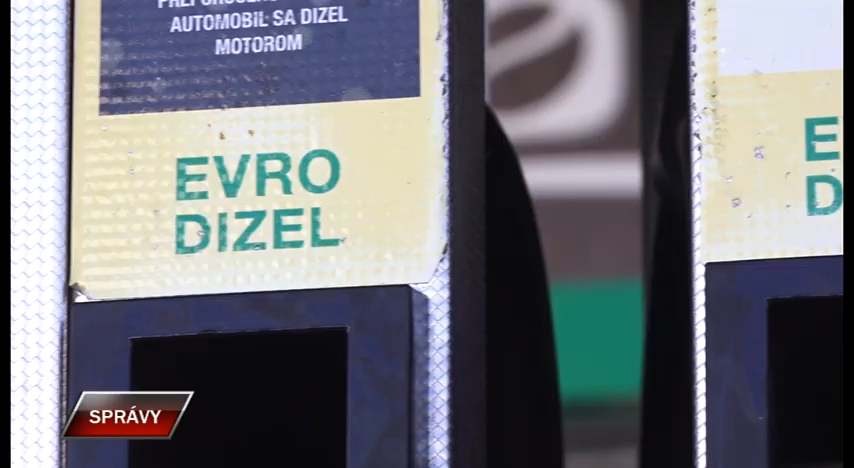 AUTOMOBIL SA DIZEL
MOTOROM
EVRO
DIZEL
SPRÁVY